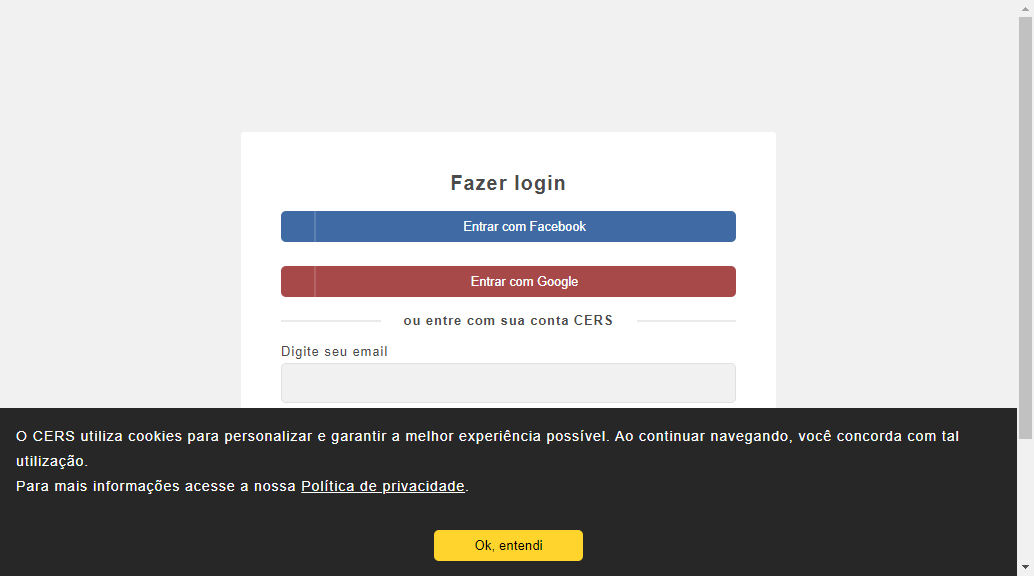 Fazer login
Entrar com Facebook
Entrar com Google
ou entre com sua conta CERS
Digite seu email
O CERS utiliza cookies para personalizar e garantir a melhor experiência possível. Ao continuar navegando, você concorda com tal
utilização.
Para mais informações acesse a nossa Política de privacidade.
Ok, entendi